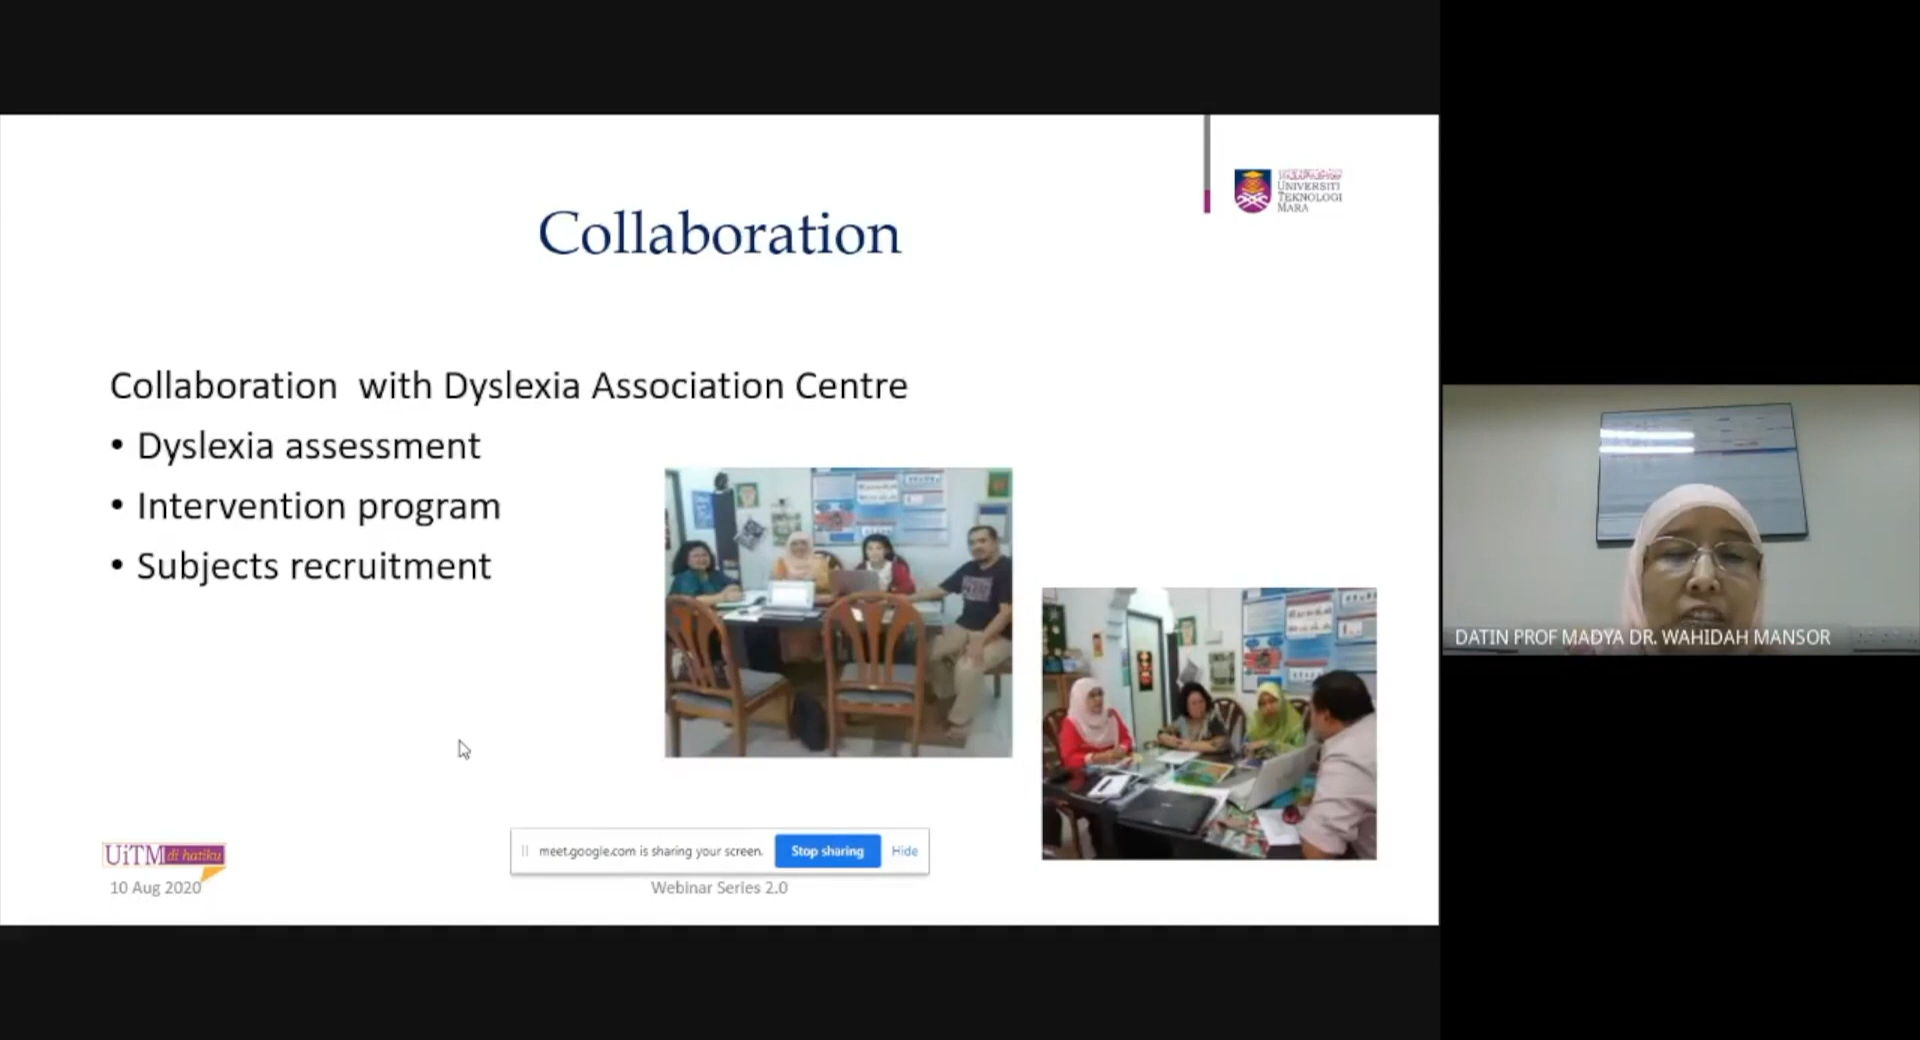 UNIVERSITI
TEKNOLOGI
MARA
Collaboration
Collaboration with Dyslexia Association Centre
• Dyslexia assessment
• Intervention program
• Subjects recruitment
DATIN PROF MADYA DR. WAHIDAH MANSOR
meet.google.com is sharing your screen.
Stop sharing
Hide
UiTM di hatiku
10 Aug 2020
Webinar Series 2.0